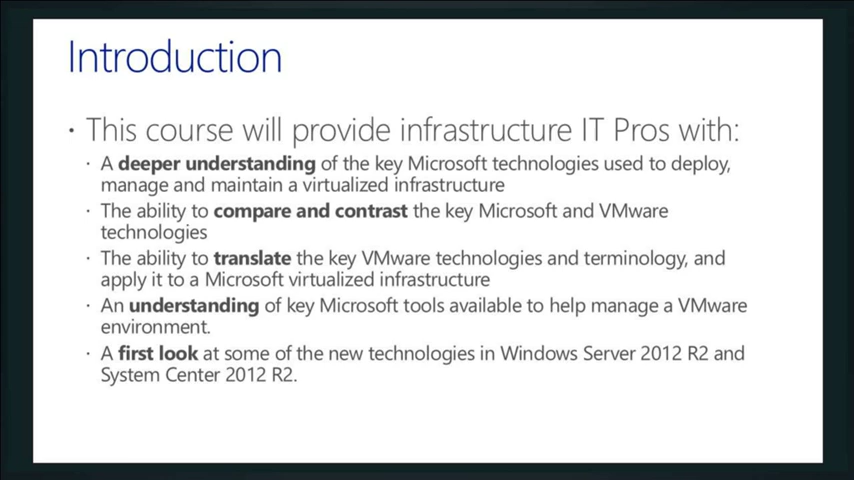 Introduction
· This course will provide infrastructure IT Pros with:
· A deeper understanding of the key Microsoft technologies used to deploy,
manage and maintain a virtualized infrastructure
· The ability to compare and contrast the key Microsoft and VMware
technologies
· The ability to translate the key VMware technologies and terminology, and
apply it to a Microsoft virtualized infrastructure
· An understanding of key Microsoft tools available to help manage a VMware
environment.
· A first look at some of the new technologies in Windows Server 2012 R2 and
System Center 2012 R2.